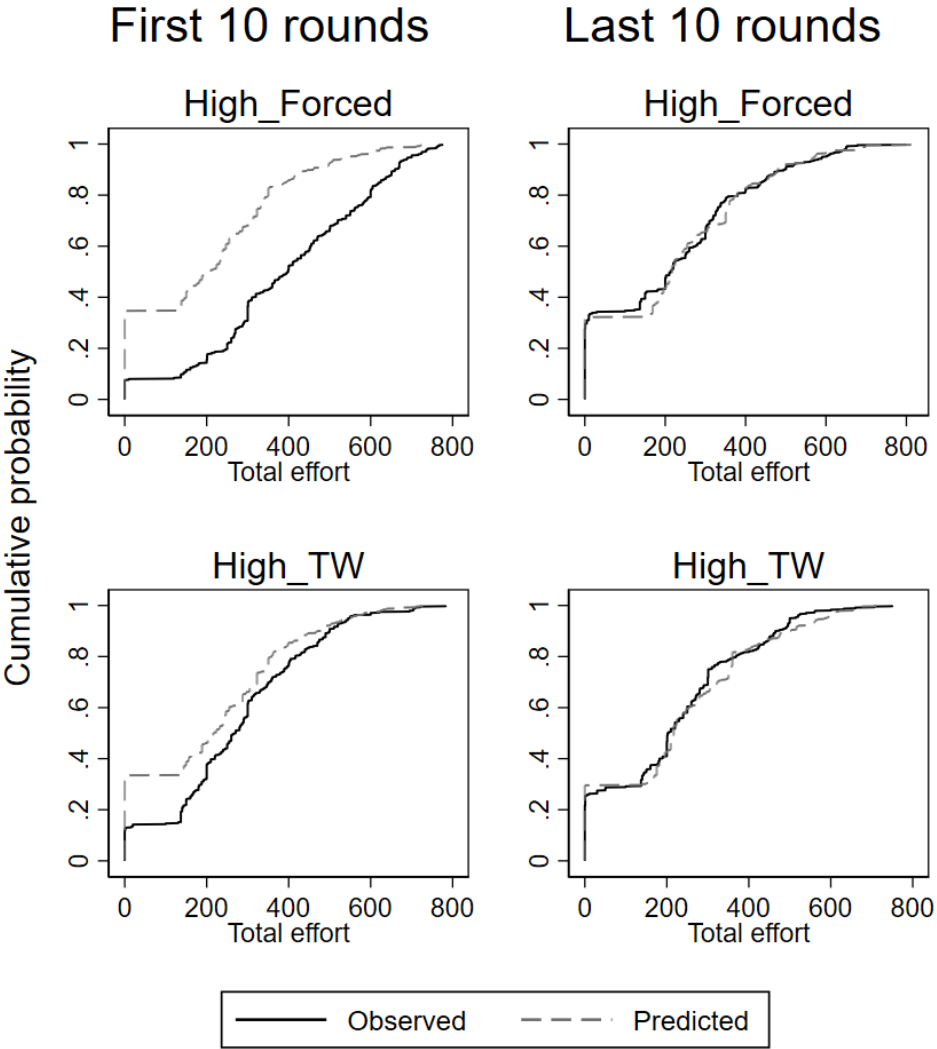 First 10 rounds Last 10 rounds
High_Forced High_Forced
1 1
.8 .8
.6 .6
.4 .4
.2 .2
0 0
0 200 400 600 800 0 200 400 600 800
Total effort Total effort
Cumulative probability
High_TW High_TW
1 1
.8 .8
.6 .6
.4 .4
.2 .2
0 0
0 200 400 600 800 0 200 400 600 800
Total effort Total effort
Observed Predicted